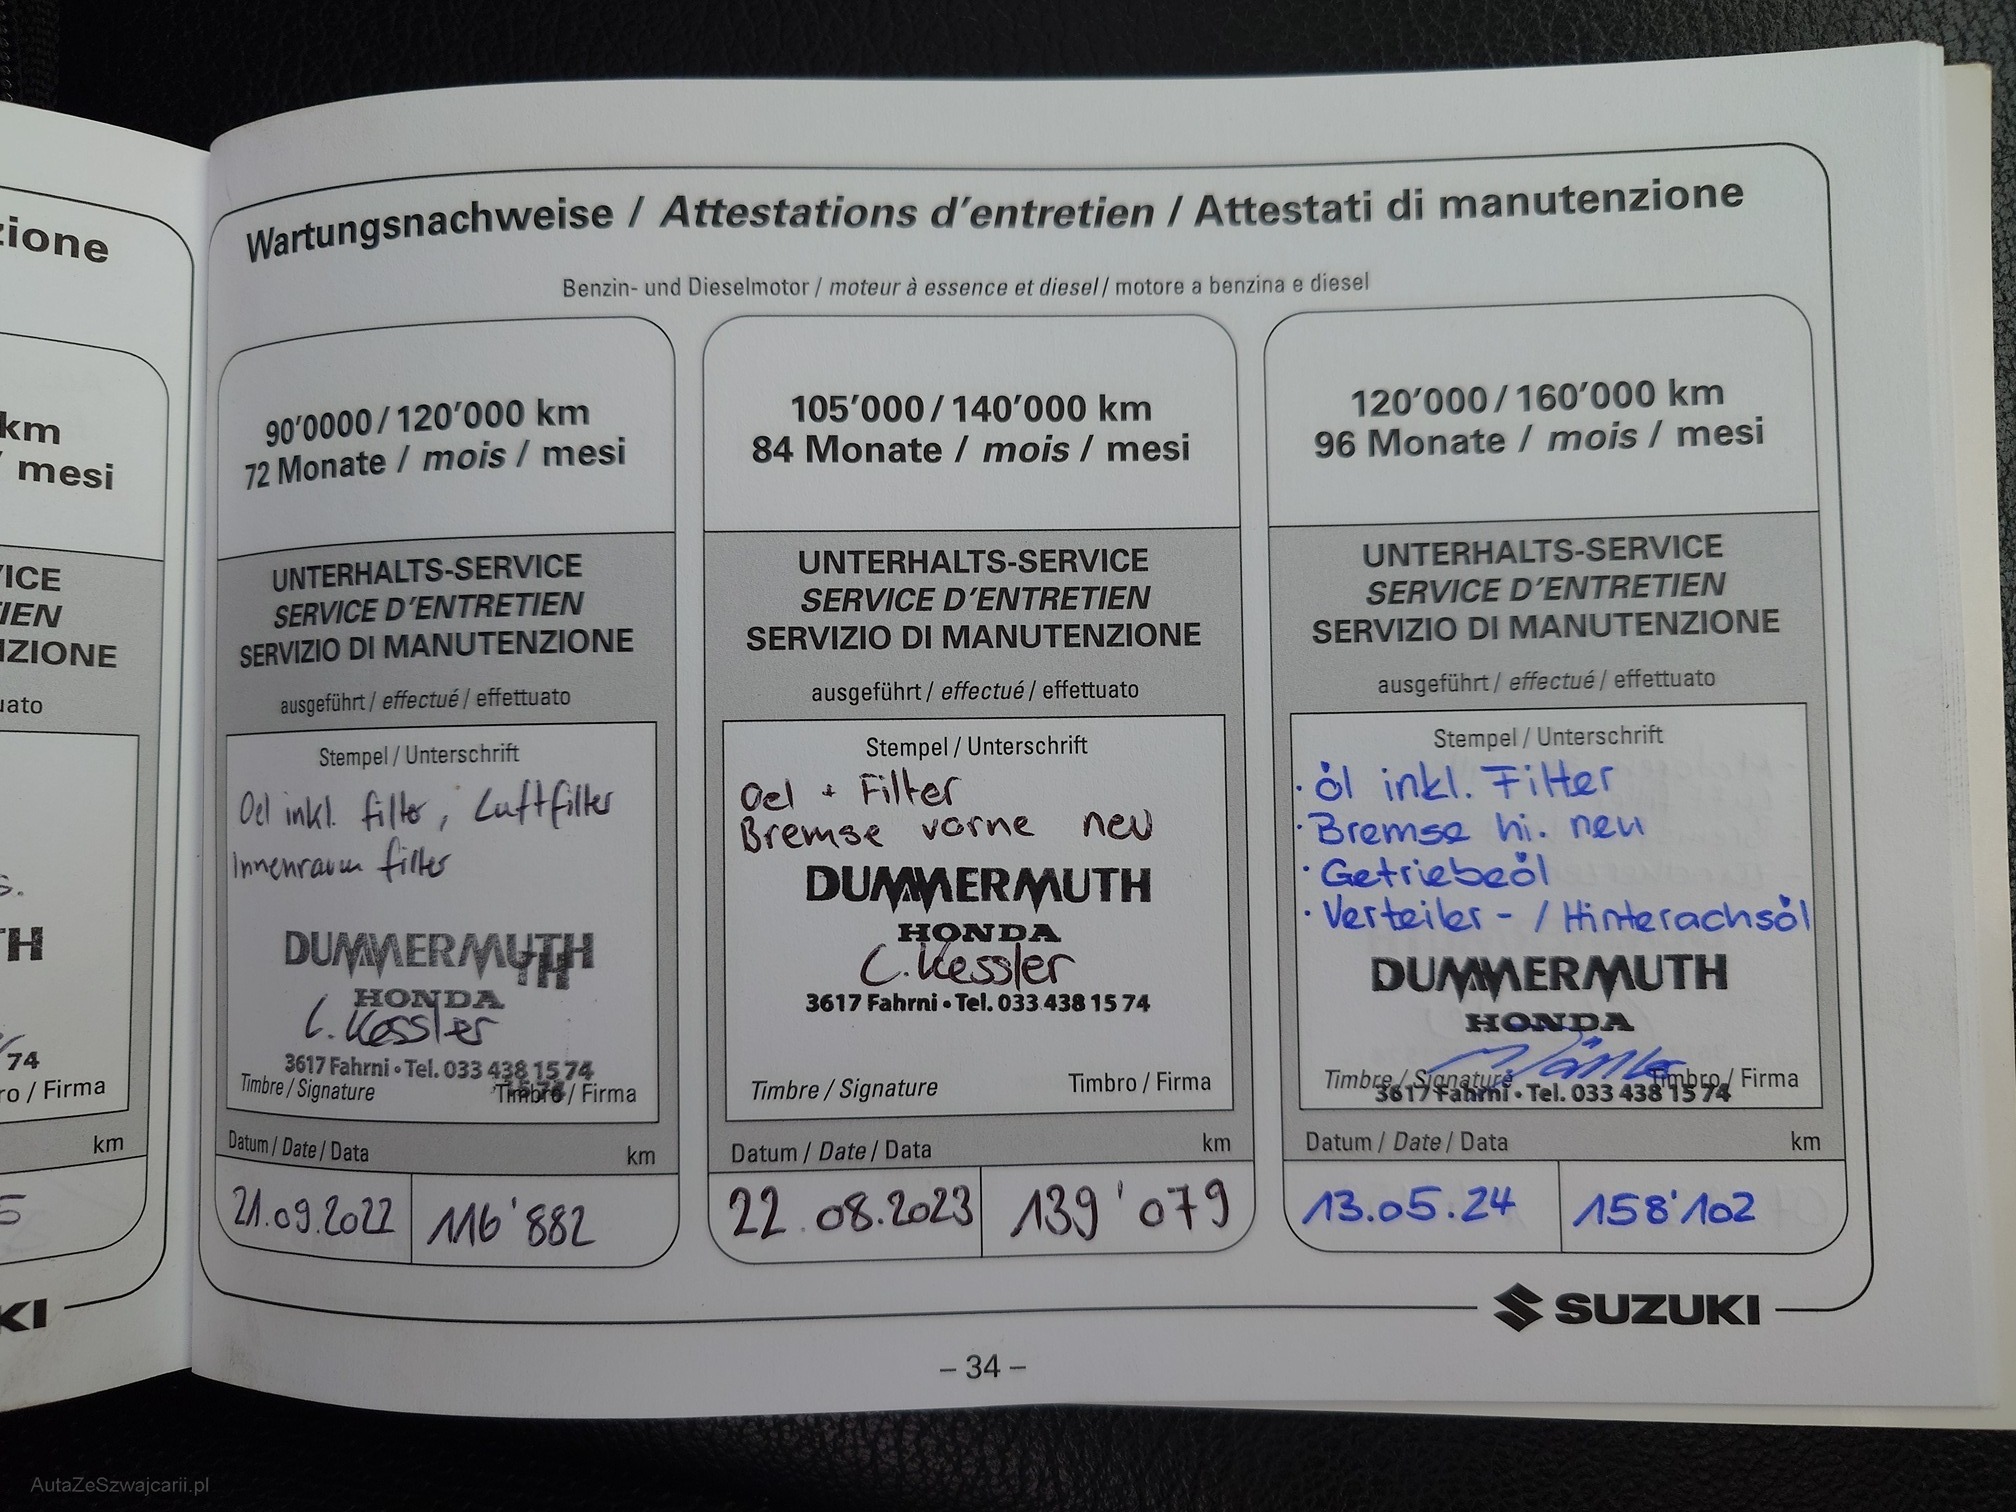 zione
km
/ mesi
VICE
IEN
IZIONE
uato
s.
TH
74
ro / Firma
km
5
KI
Wartungsnachweise / Attestations d'entretien / Attestati di manutenzione
Benzin- und Dieselmotor / moteur à essence et diesel / motore a benzina e diesel
90'0000 / 120'000 km
72 Monate / mois / mesi
UNTERHALTS-SERVICE
SERVICE D'ENTRETIEN
SERVIZIO DI MANUTENZIONE
ausgeführt / effectué / effettuato
Stempel / Unterschrift
Oel inkl. filter, Luftfilter
Innenraum filter
DUMMERMUTH
TH
HONDA
C. Kessler
3617 Fahrni • Tel. 033 438 15 74
15 74
Timbre / Signature Timbro / Firma
Datum / Date / Data km
21.09.2022 116'882
105'000 / 140'000 km
84 Monate / mois / mesi
UNTERHALTS-SERVICE
SERVICE D'ENTRETIEN
SERVIZIO DI MANUTENZIONE
ausgeführt / effectué / effettuato
Stempel / Unterschrift
Oel + Filter
Bremse vorne neu
DUMMERMUTH
HONDA
C. Kessler
3617 Fahrni • Tel. 033 438 15 74
Timbre / Signature Timbro / Firma
Datum / Date / Data km
22.08.2023 139'079
120'000 / 160'000 km
96 Monate / mois / mesi
UNTERHALTS-SERVICE
SERVICE D'ENTRETIEN
SERVIZIO DI MANUTENZIONE
ausgeführt / effectué / effettuato
Stempel / Unterschrift
· Öl inkl. Filter
· Bremse hi. neu
· Getriebeöl
· Verteiler- / Hinterachsöl
DUMMERMUTH
HONDA
Timbre / Signature Timbro / Firma
3617 Fahrni • Tel. 033 438 15 74
Datum / Date / Data km
13.05.24 158'102
SUZUKI
– 34 –
AutaZeSzwajcarii.pl